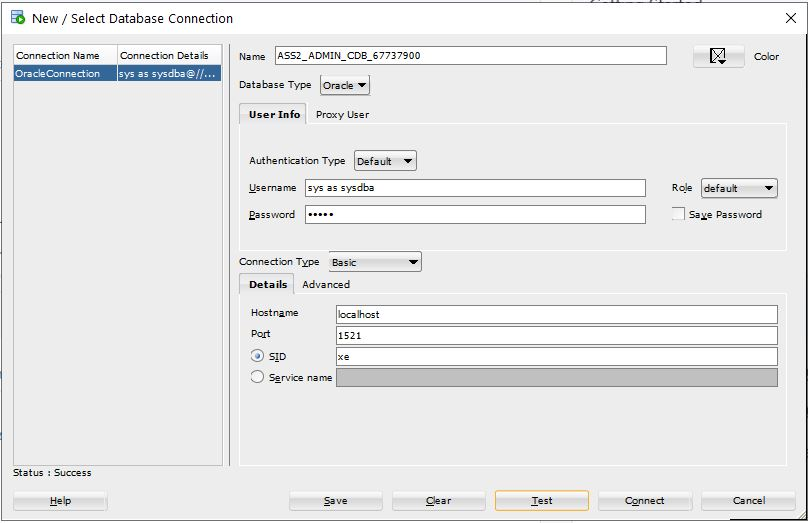 New / Select Database Connection
Connection Name Connection Details
OracleConnection sys as sysdba@//...
Name ASS2_ADMIN_CDB_67737900 Color
Database Type Oracle
User Info Proxy User
Authentication Type Default
Username sys as sysdba Role default
Password ••••• Save Password
Connection Type Basic
Details Advanced
Hostname localhost
Port 1521
SID xe
Service name
Status : Success
Help Save Clear Test Connect Cancel